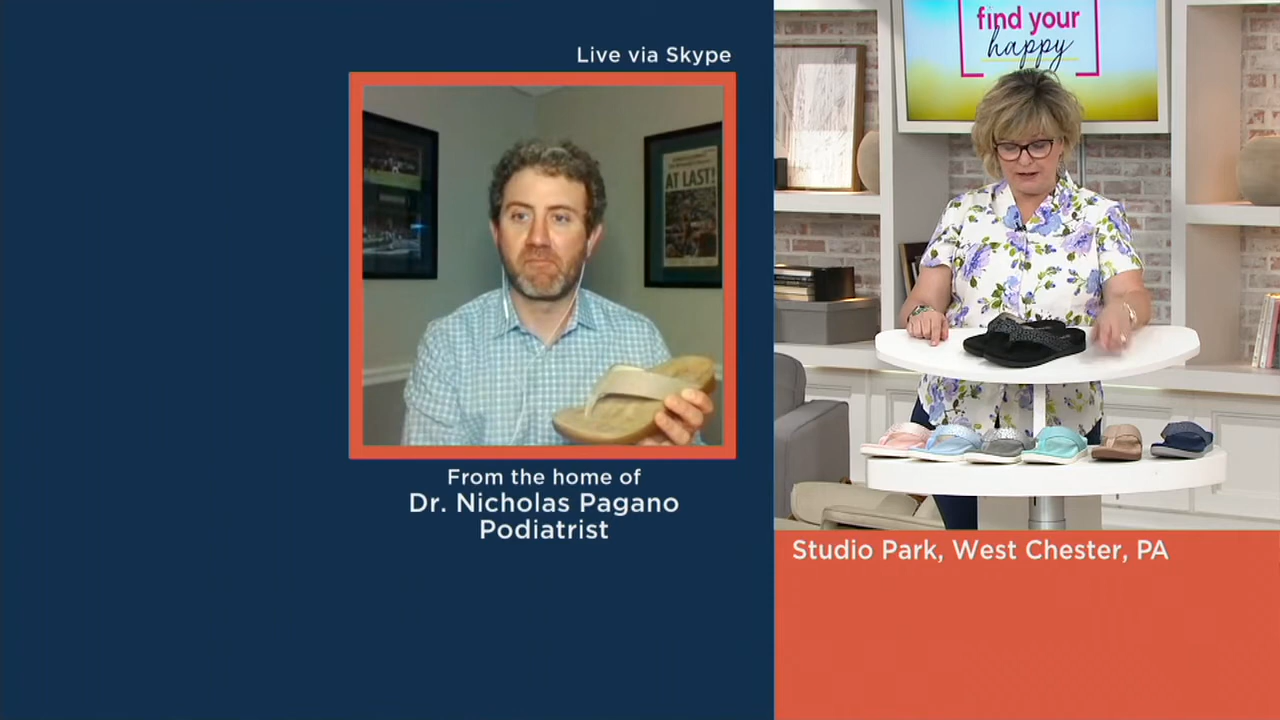 Live via Skype
AT LAST!
From the home of
Dr. Nicholas Pagano
Podiatrist
find your
happy
Studio Park, West Chester, PA